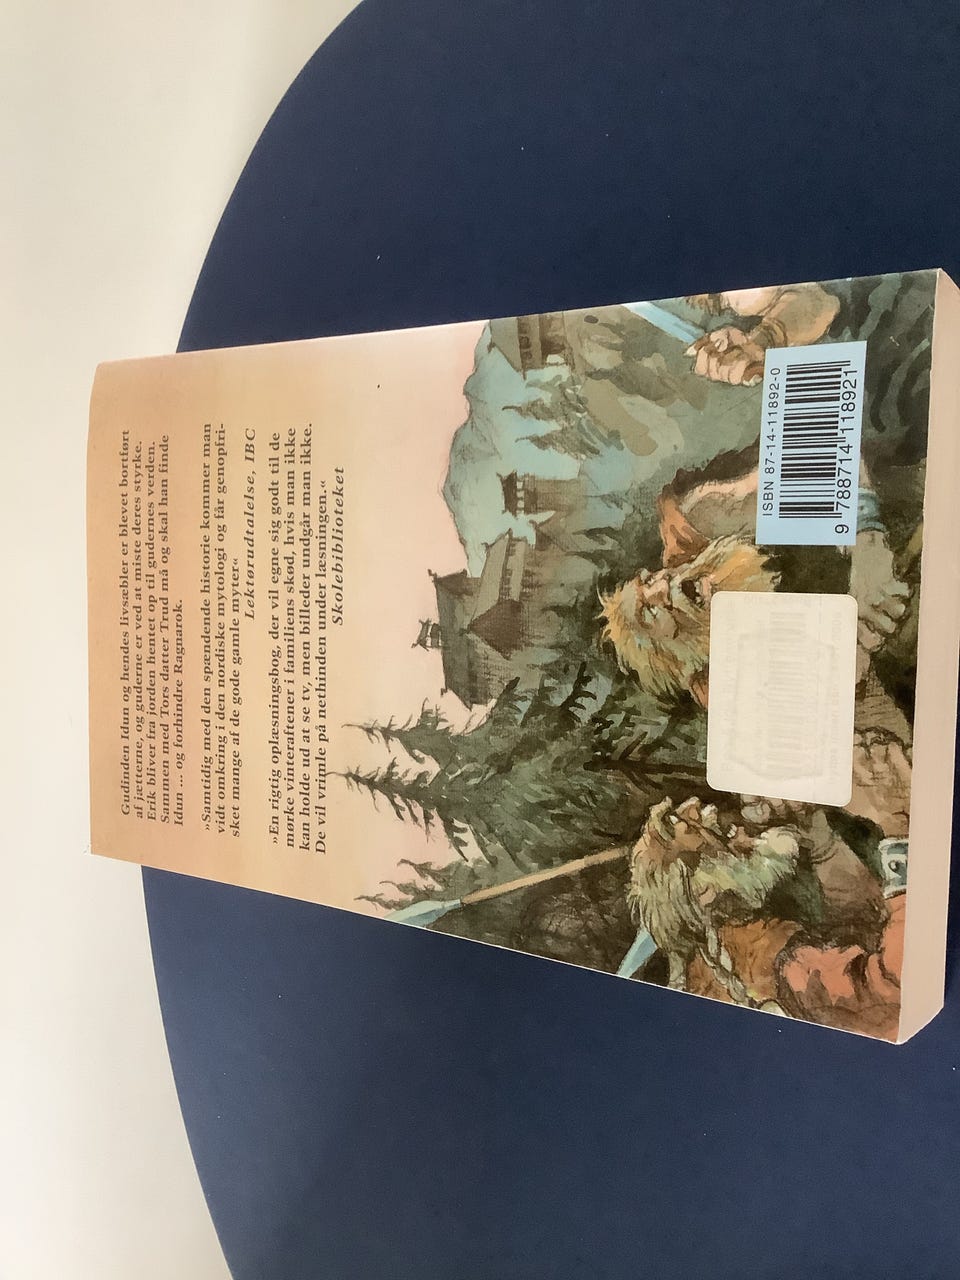 Gudinden Idun og hendes livsæbler er blevet bortført
af jætterne, og guderne er ved at miste deres styrke.
Erik bliver fra jorden hentet op til gudernes verden.
Sammen med Tors datter Trud må og skal han finde
Idun ... og forhindre Ragnarok.
»Samtidig med den spændende historie kommer man
vidt omkring i den nordiske mytologi og får genopfri-
sket mange af de gode gamle myter«
Lektørudtalelse, IBC
»En rigtig oplæsningsbog, der vil egne sig godt til de
mørke vinteraftener i familiens skød, hvis man ikke
kan holde ud at se tv, men billeder undgår man ikke.
De vil vrimle på nethinden under læsningen.«
Skolebiblioteket
ISBN 87-14-11892-0
9 788714 118921